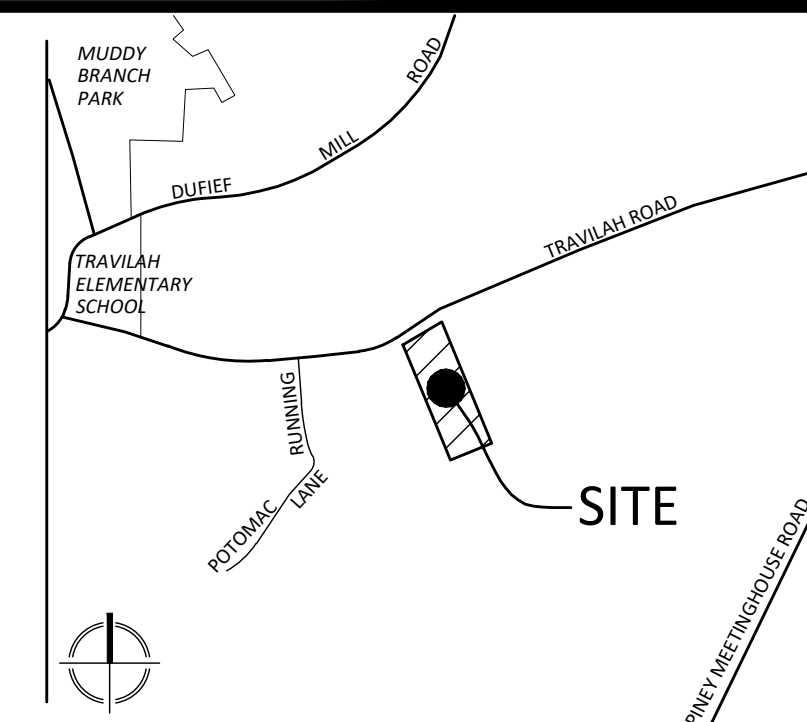 MUDDY
BRANCH
PARK
DUFIEF
MILL
ROAD
TRAVILAH ROAD
TRAVILAH
ELEMENTARY
SCHOOL
RUNNING
POTOMAC
LANE
SITE
PINEY MEETINGHOUSE ROAD